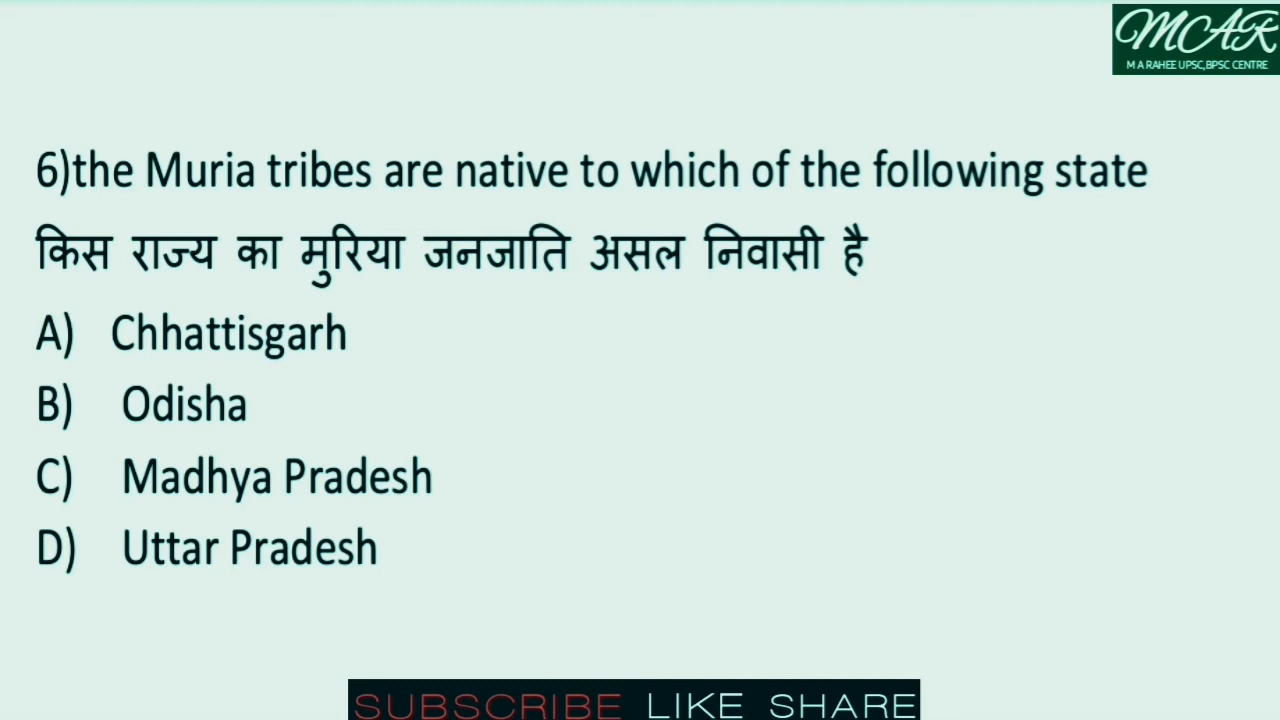 MCAR
M A RAHEE UPSC,BPSC CENTRE
6)the Muria tribes are native to which of the following state
किस राज्य का मुरिया जनजाति असल निवासी है
A) Chhattisgarh
B) Odisha
C) Madhya Pradesh
D) Uttar Pradesh
SUBSCRIBE LIKE SHARE